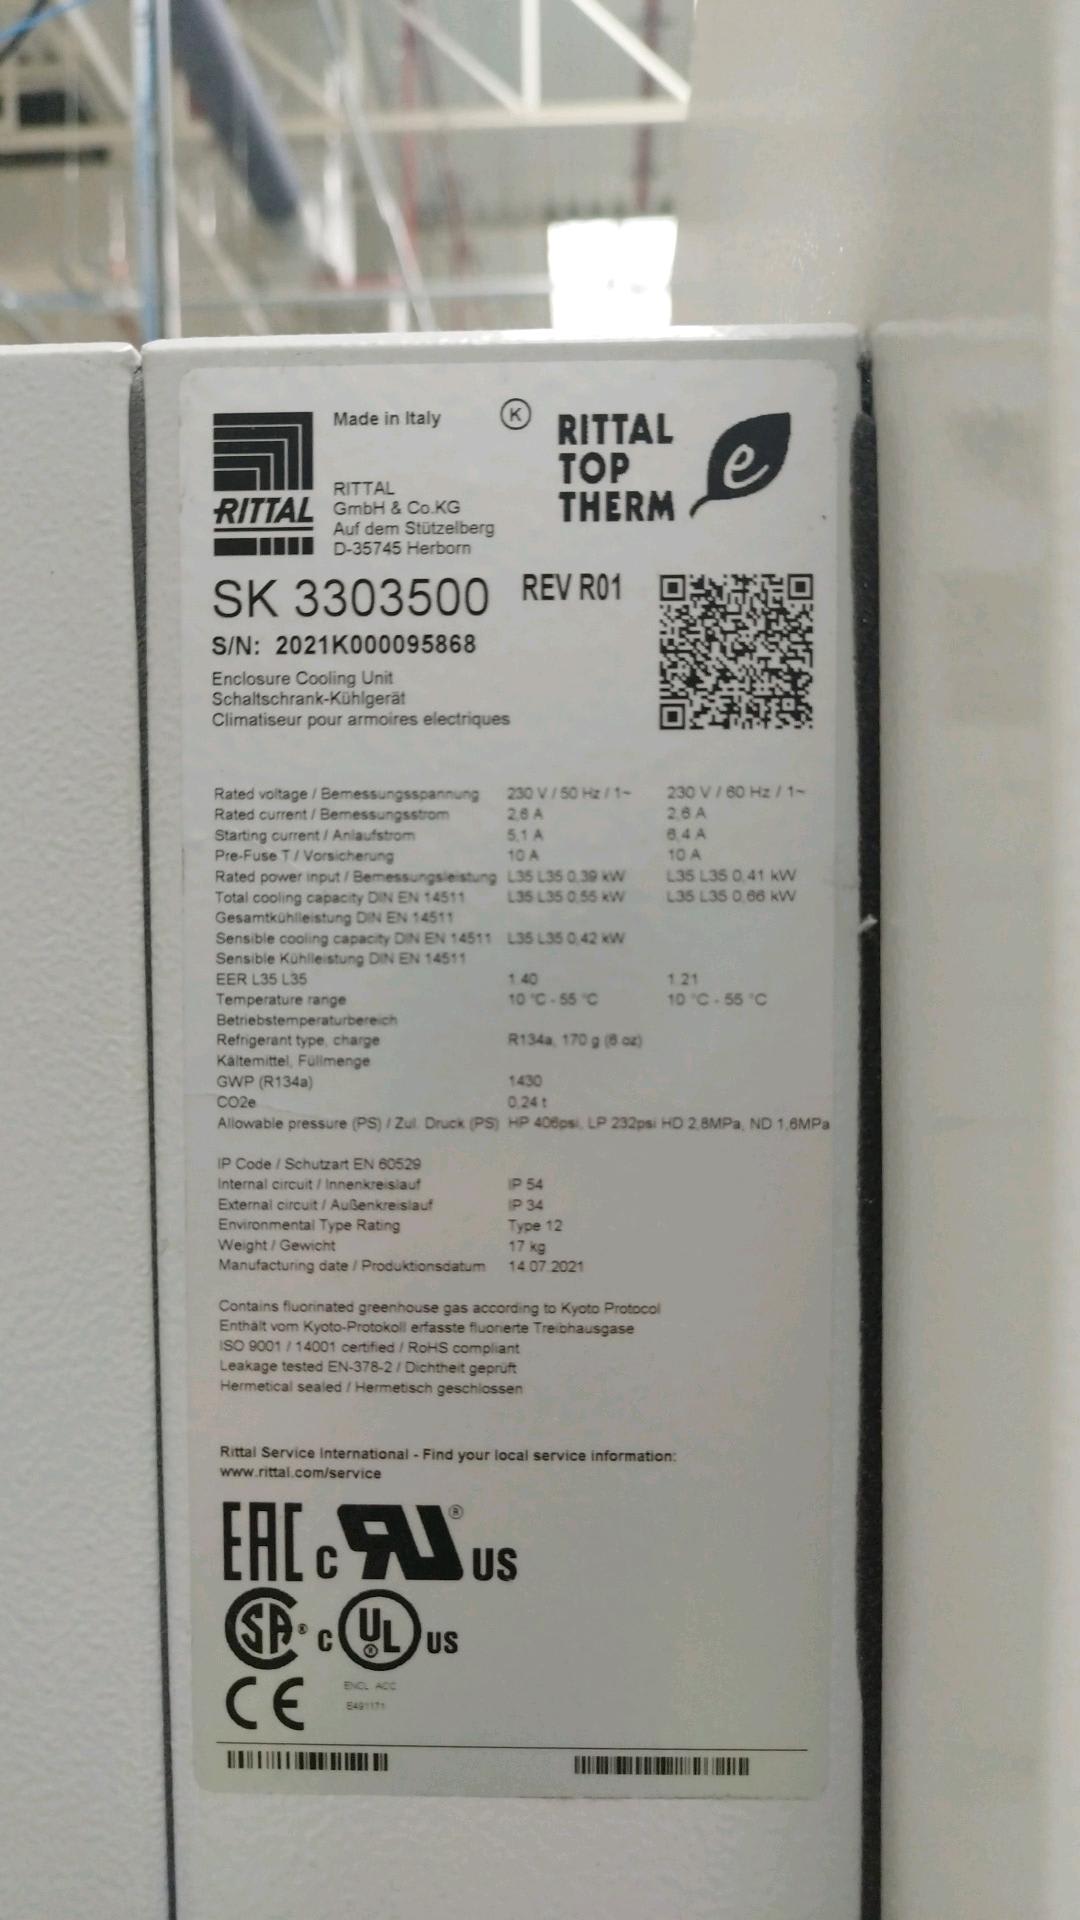 Made in Italy
K
RITTAL
TOP
THERM
e
RITTAL
RITTAL
GmbH & Co.KG
Auf dem Stützelberg
D-35745 Herborn
SK 3303500 REV R01
S/N: 2021K000095868
Enclosure Cooling Unit
Schaltschrank-Kühlgerät
Climatiseur pour armoires electriques
Rated voltage / Bemessungsspannung 230 V / 50 Hz / 1~ 230 V / 60 Hz / 1~
Rated current / Bemessungsstrom 2,6 A 2,6 A
Starting current / Anlaufstrom 5,1 A 6,4 A
Pre-Fuse T / Vorsicherung 10 A 10 A
Rated power input / Bemessungsleistung L35 L35 0,39 kW L35 L35 0,41 kW
Total cooling capacity DIN EN 14511 L35 L35 0,55 kW L35 L35 0,66 kW
Gesamtkühlleistung DIN EN 14511
Sensible cooling capacity DIN EN 14511 L35 L35 0,42 kW
Sensible Kühlleistung DIN EN 14511
EER L35 L35 1.40 1.21
Temperature range 10 °C - 55 °C 10 °C - 55 °C
Betriebstemperaturbereich
Refrigerant type, charge R134a, 170 g (6 oz)
Kältemittel, Füllmenge
GWP (R134a) 1430
CO2e 0,24 t
Allowable pressure (PS) / Zul. Druck (PS) HP 406psi, LP 232psi HD 2,8MPa, ND 1,6MPa
IP Code / Schutzart EN 60529
Internal circuit / Innenkreislauf IP 54
External circuit / Außenkreislauf IP 34
Environmental Type Rating Type 12
Weight / Gewicht 17 kg
Manufacturing date / Produktionsdatum 14.07.2021
Contains fluorinated greenhouse gas according to Kyoto Protocol
Enthält vom Kyoto-Protokoll erfasste fluorierte Treibhausgase
ISO 9001 / 14001 certified / RoHS compliant
Leakage tested EN-378-2 / Dichtheit geprüft
Hermetical sealed / Hermetisch geschlossen
Rittal Service International - Find your local service information:
www.rittal.com/service
EAC c RU® US
SA® c UL® US
CE ENCL ACC
E491171